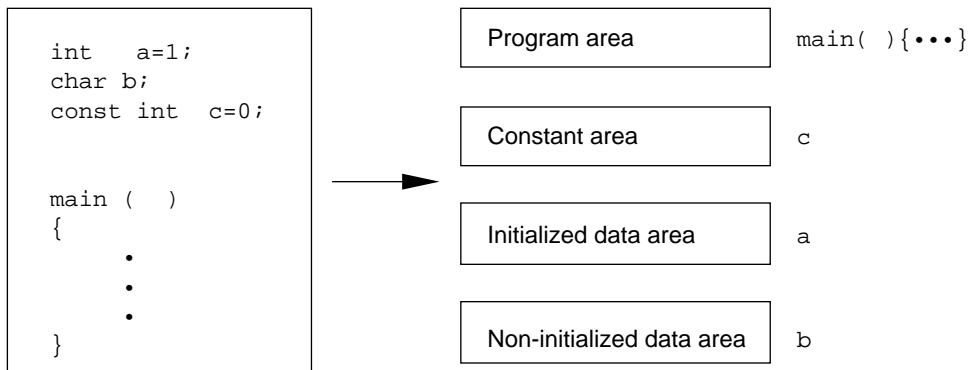 int   a=1;
char b;
const int  c=0;
main (  )
{
•
•
•
}
Program area
main( ){•••}
Constant area
c
Initialized data area
a
Non-initialized data area
b